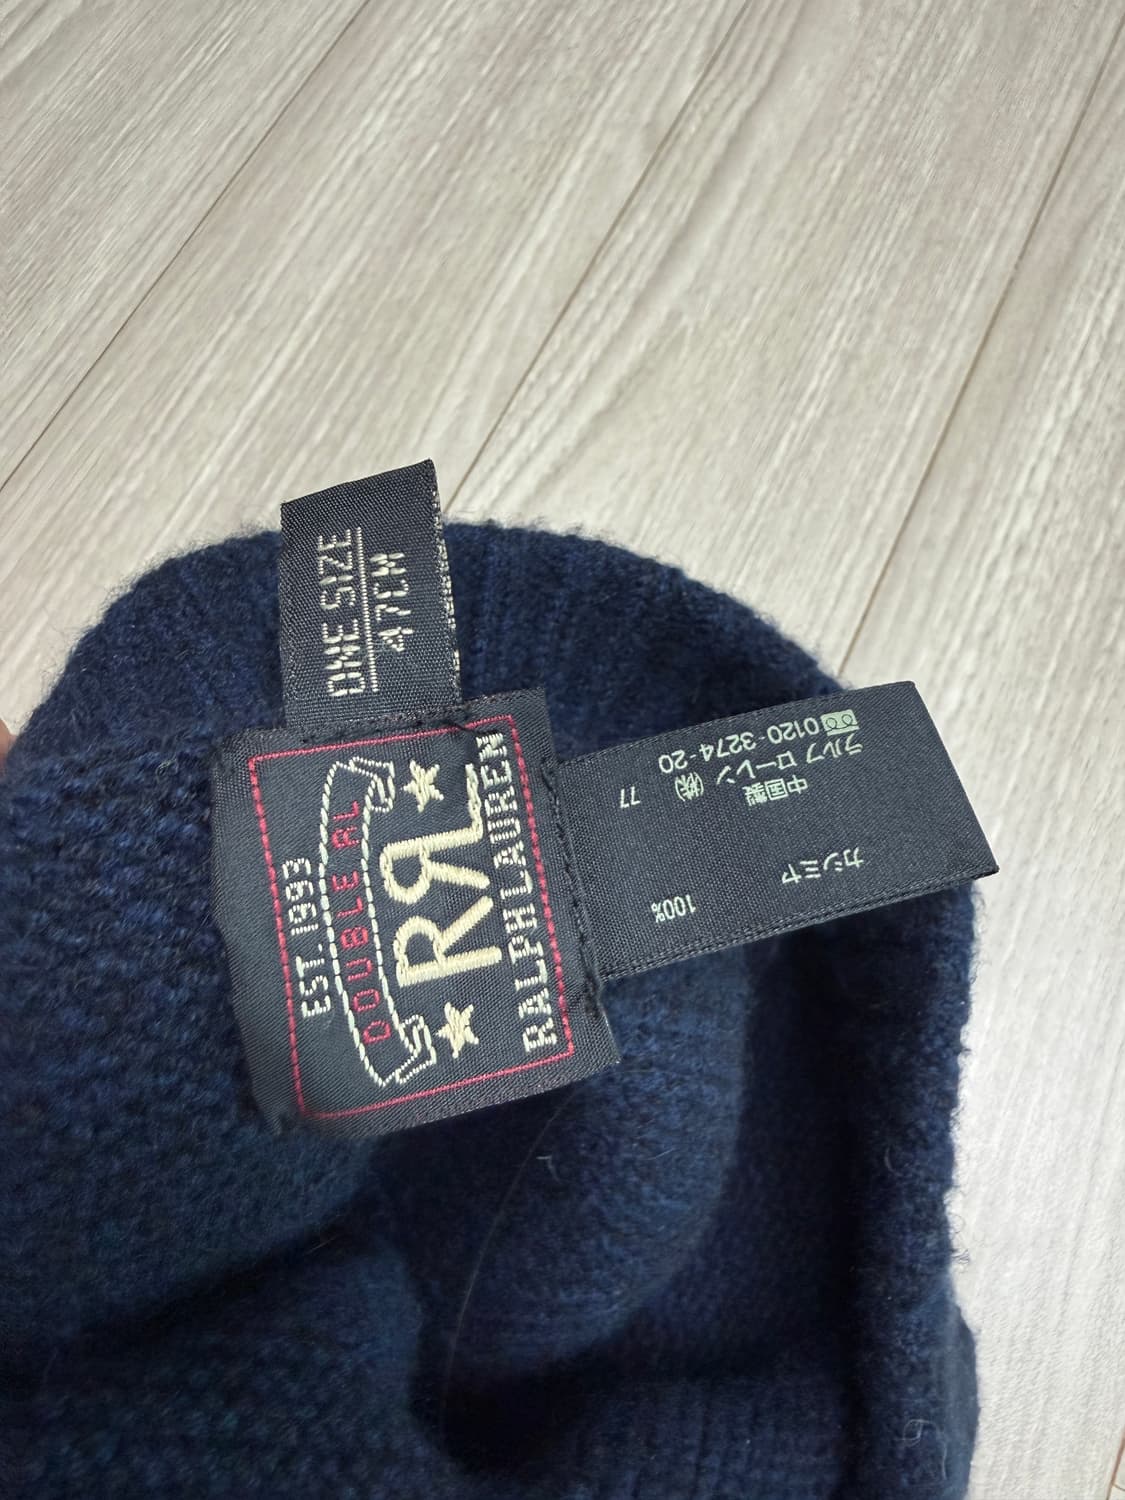 ONE SIZE
47CM
EST.1993
DOUBLE RL
RRL
RALPH LAUREN
カシミヤ
100%
中国製
ラルフ ローレン (株)
0120-3274-20
77